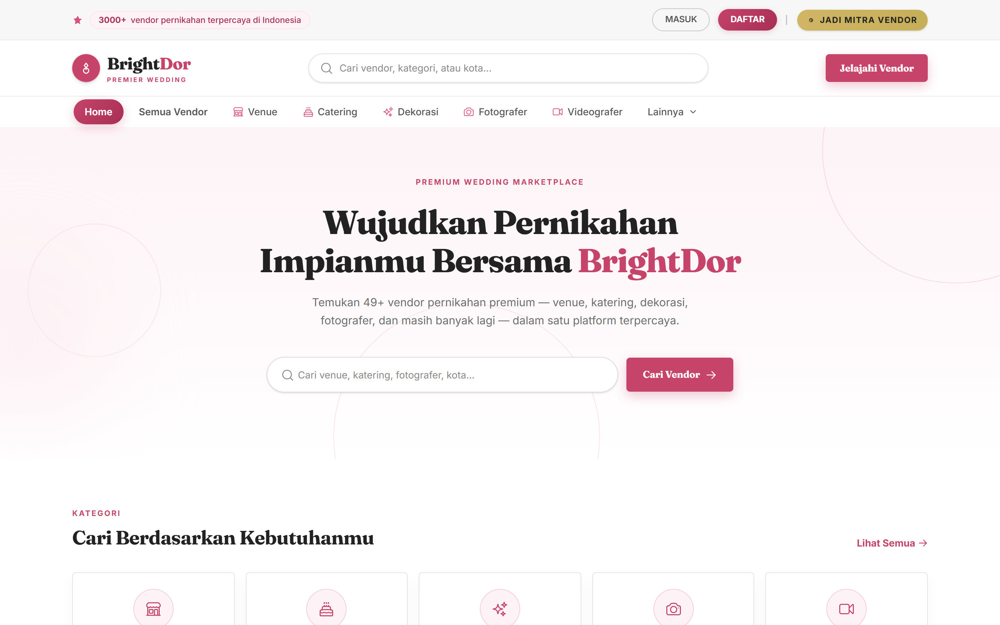 3000+ vendor pernikahan terpercaya di Indonesia
MASUK
DAFTAR
|
JADI MITRA VENDOR
BrightDor
PREMIER WEDDING
Cari vendor, kategori, atau kota...
Jelajahi Vendor
Home
Semua Vendor
Venue
Catering
Dekorasi
Fotografer
Videografer
Lainnya
PREMIUM WEDDING MARKETPLACE
Wujudkan Pernikahan
Impianmu Bersama BrightDor
Temukan 49+ vendor pernikahan premium — venue, katering, dekorasi,
fotografer, dan masih banyak lagi — dalam satu platform terpercaya.
Cari venue, katering, fotografer, kota...
Cari Vendor →
KATEGORI
Cari Berdasarkan Kebutuhanmu
Lihat Semua →